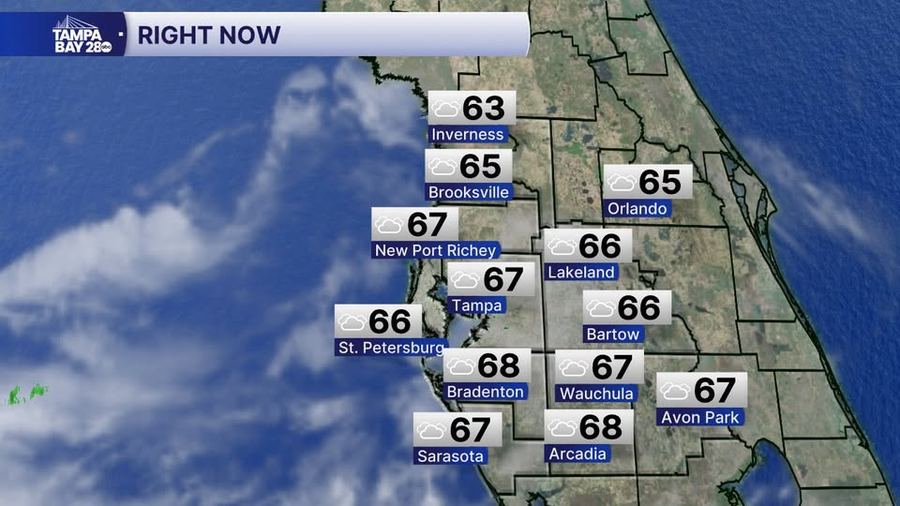 TAMPA
BAY 28 abc
RIGHT NOW
63
Inverness
65
Brooksville
65
Orlando
67
New Port Richey
66
Lakeland
67
Tampa
66
St. Petersburg
66
Bartow
68
Bradenton
67
Wauchula
67
Avon Park
67
Sarasota
68
Arcadia